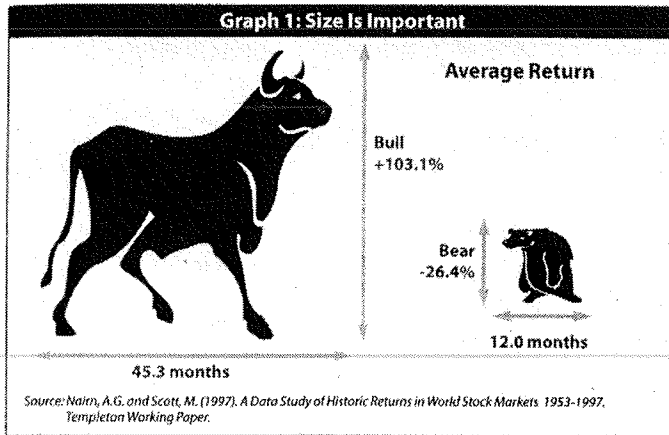 Graph 1: Size Is Important
Average Return
Bull
+103.1%
Bear
-26.4%
12.0 months
45.3 months
Source: Nairn, A.G. and Scott, M. (1997). A Data Study of Historic Returns in World Stock Markets 1953-1997,
Templeton Working Paper.